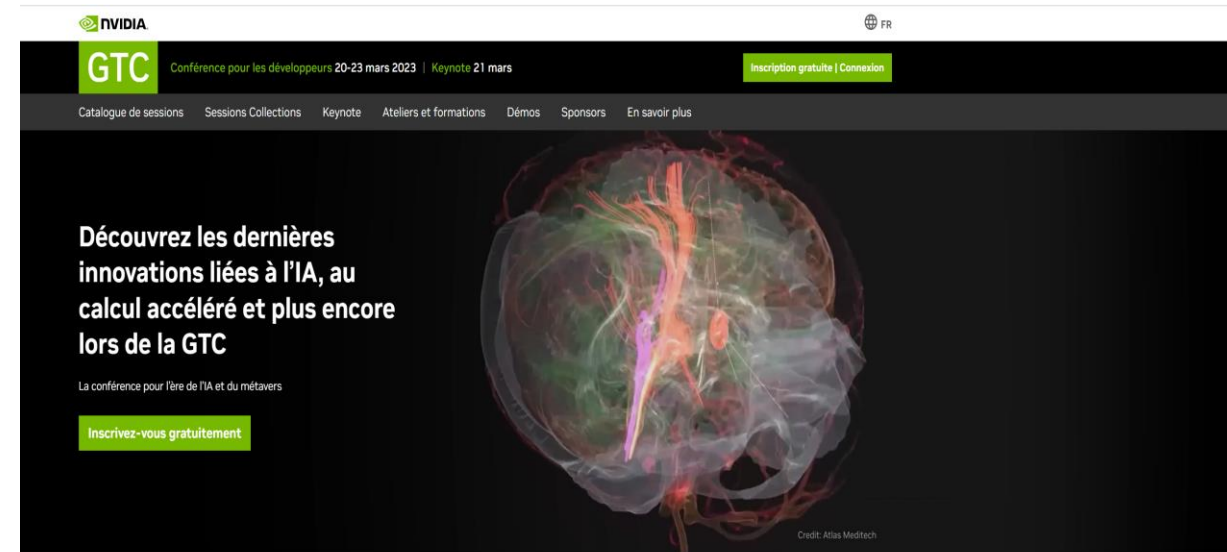 NVIDIA.
FR
GTC
Conférence pour les développeurs 20-23 mars 2023 | Keynote 21 mars
Inscription gratuite | Connexion
Catalogue de sessions Sessions Collections Keynote Ateliers et formations Démos Sponsors En savoir plus
Découvrez les dernières
innovations liées à l'IA, au
calcul accéléré et plus encore
lors de la GTC
La conférence pour l'ère de l'IA et du métavers
Inscrivez-vous gratuitement
Credit: Atlas Meditech